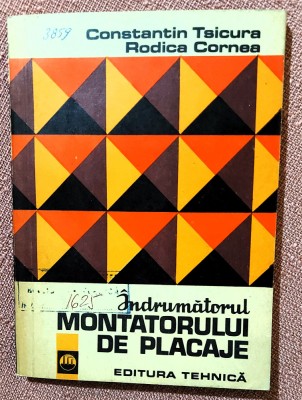 3859
Constantin Tsicura
Rodica Cornea
1625
Îndrumătorul
MONTATORULUI
DE PLACAJE
EDITURA TEHNICĂ